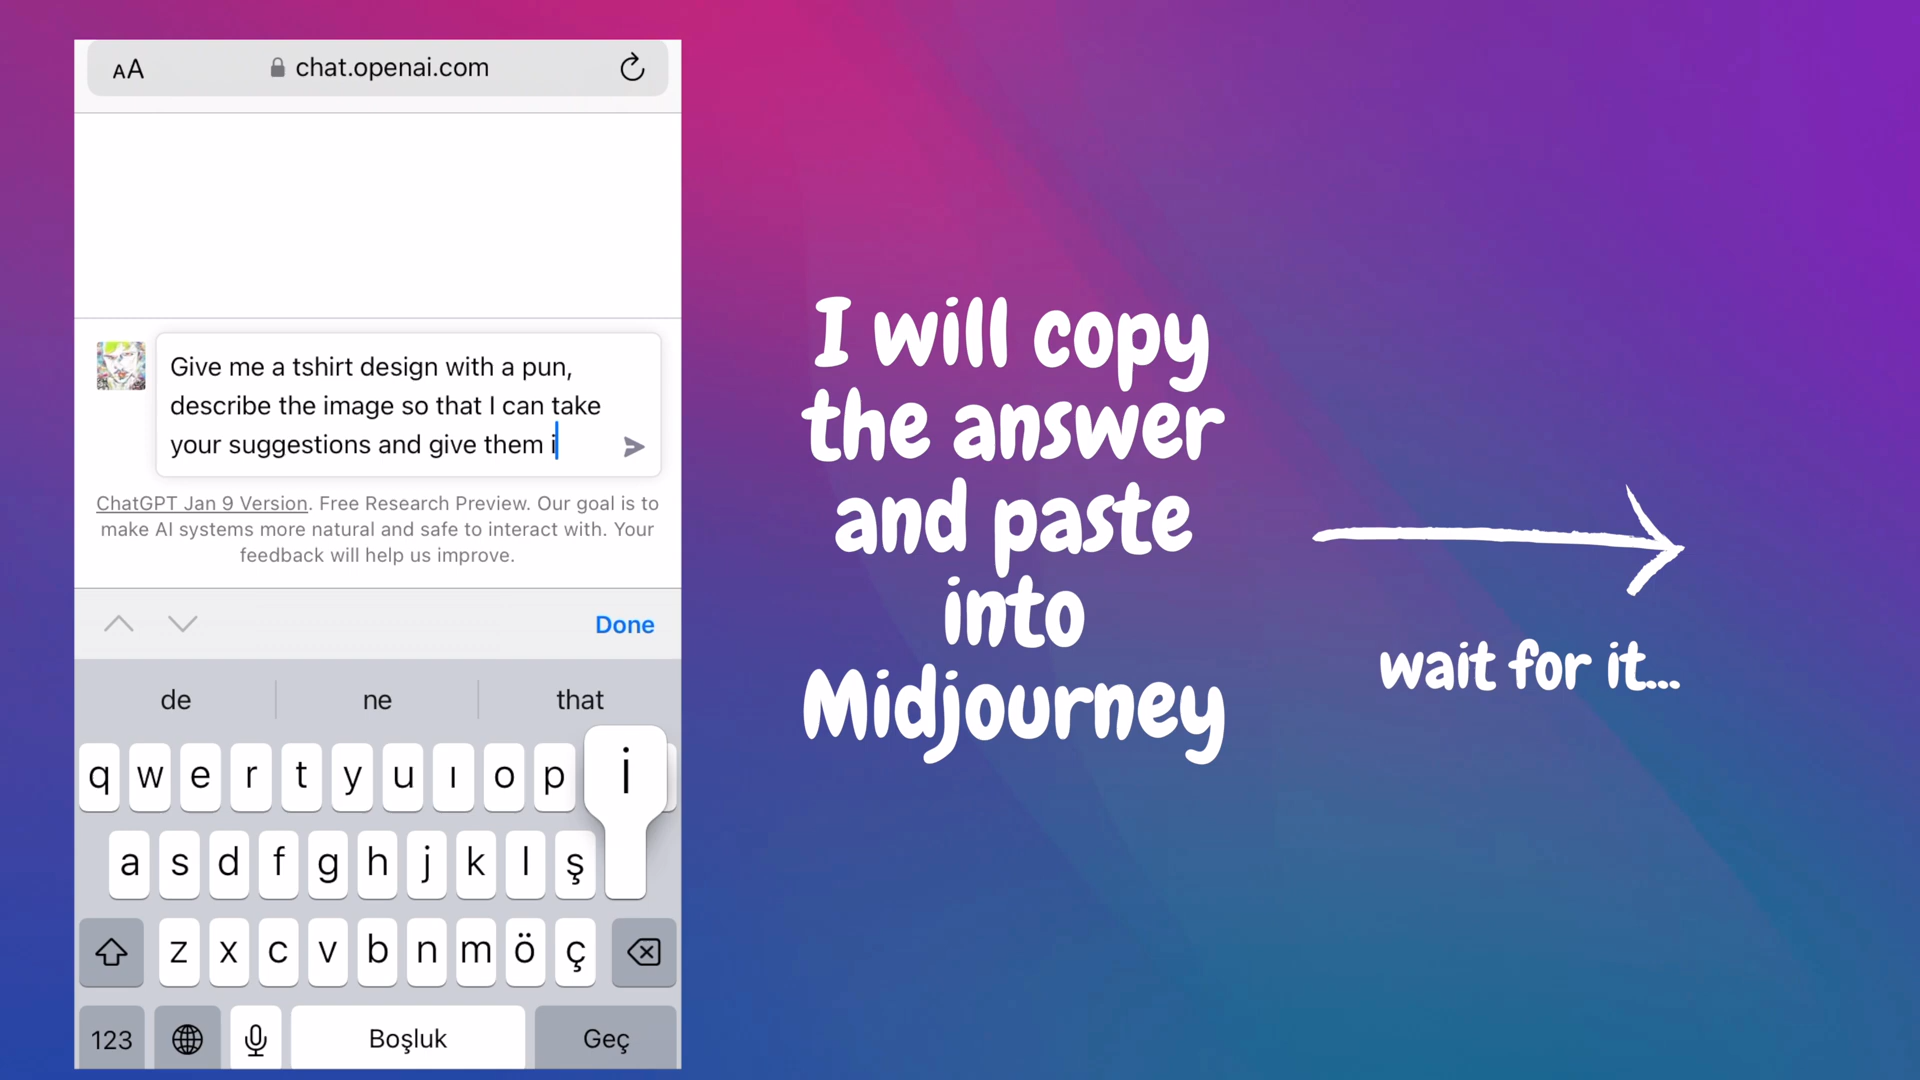 AA chat.openai.com
Give me a tshirt design with a pun,
describe the image so that I can take
your suggestions and give them i
ChatGPT Jan 9 Version. Free Research Preview. Our goal is to
make AI systems more natural and safe to interact with. Your
feedback will help us improve.
Done
de ne that
q w e r t y u ı o p i
a s d f g h j k l ş
z x c v b n m ö ç
123 Boşluk Geç
I will copy
the answer
and paste
into
Midjourney
wait for it...